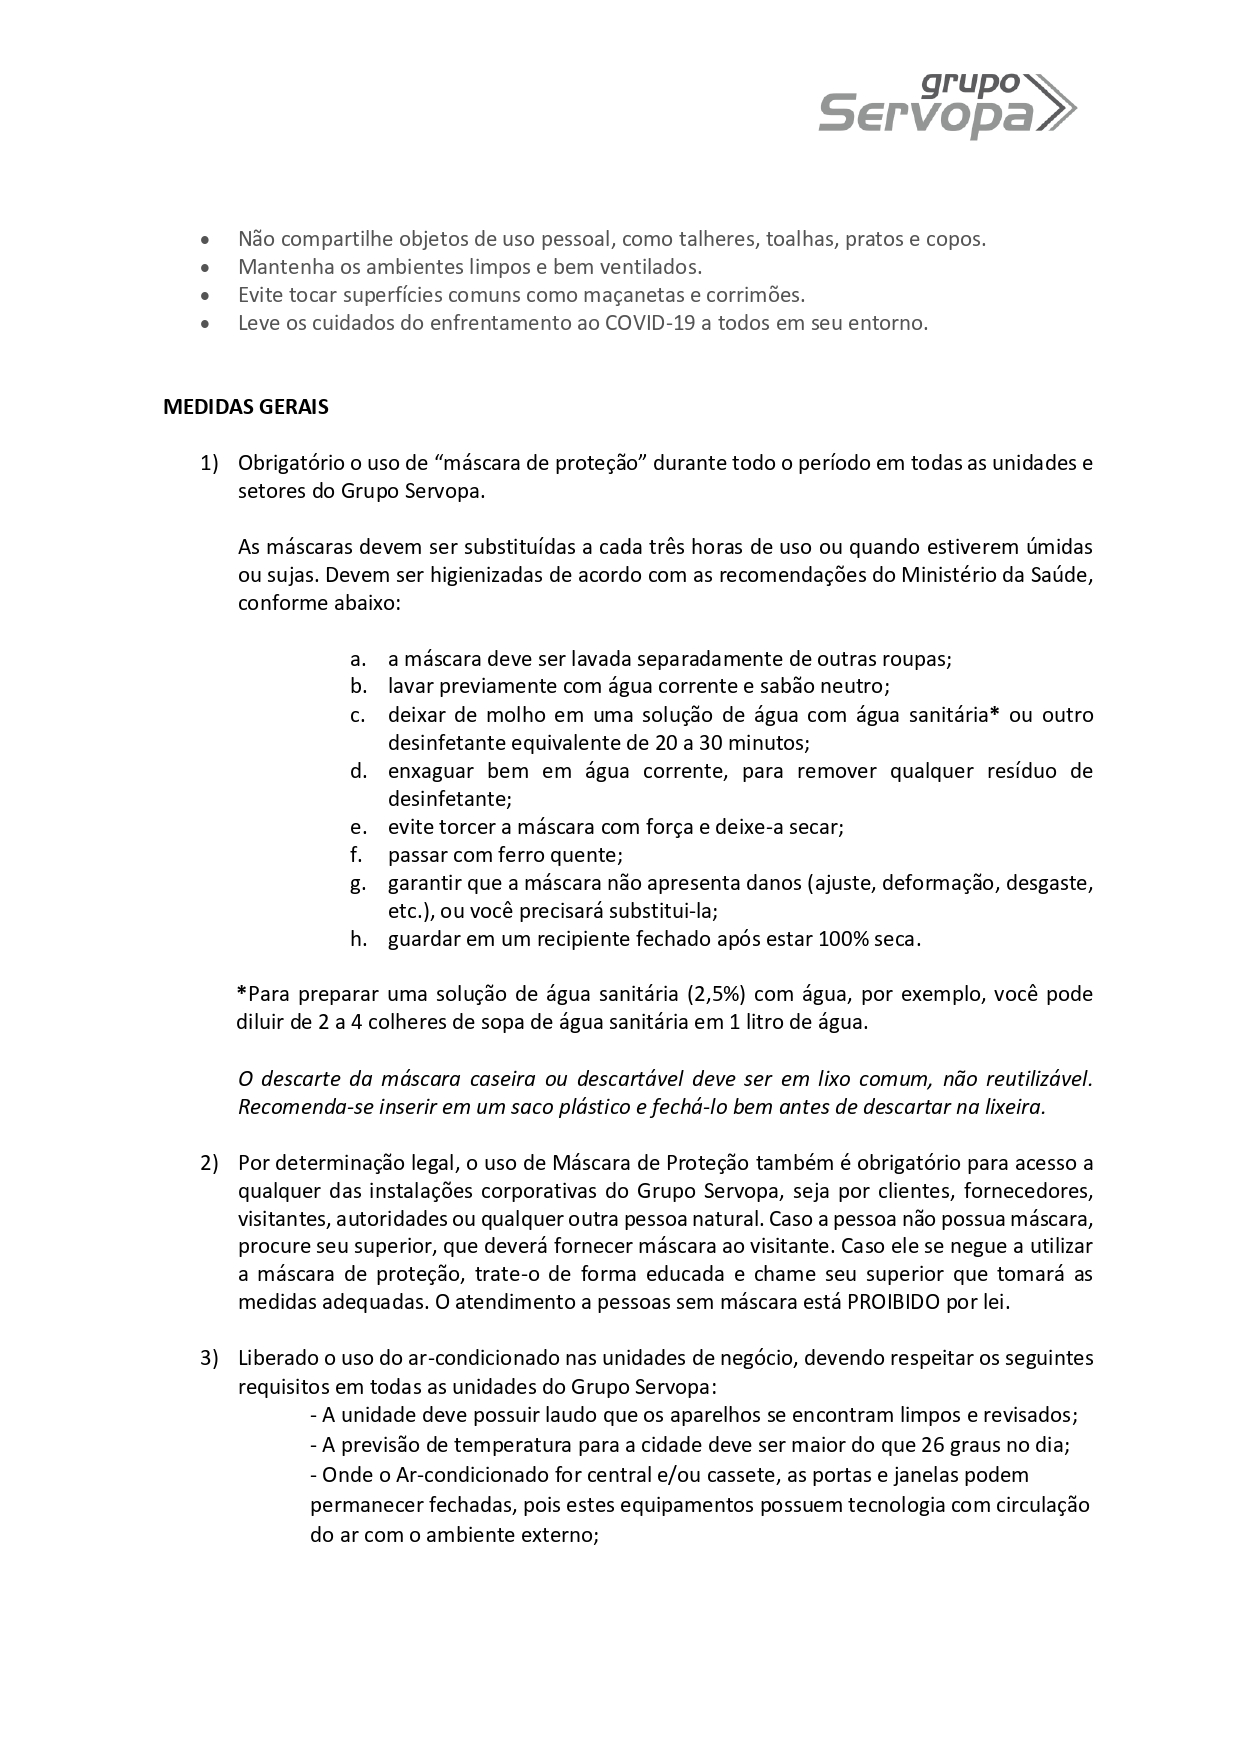 grupo
Servopa
• Não compartilhe objetos de uso pessoal, como talheres, toalhas, pratos e copos.
• Mantenha os ambientes limpos e bem ventilados.
• Evite tocar superfícies comuns como maçanetas e corrimões.
• Leve os cuidados do enfrentamento ao COVID-19 a todos em seu entorno.
MEDIDAS GERAIS
1) Obrigatório o uso de “máscara de proteção” durante todo o período em todas as unidades e
setores do Grupo Servopa.
As máscaras devem ser substituídas a cada três horas de uso ou quando estiverem úmidas
ou sujas. Devem ser higienizadas de acordo com as recomendações do Ministério da Saúde,
conforme abaixo:
a. a máscara deve ser lavada separadamente de outras roupas;
b. lavar previamente com água corrente e sabão neutro;
c. deixar de molho em uma solução de água com água sanitária* ou outro
desinfetante equivalente de 20 a 30 minutos;
d. enxaguar bem em água corrente, para remover qualquer resíduo de
desinfetante;
e. evite torcer a máscara com força e deixe-a secar;
f. passar com ferro quente;
g. garantir que a máscara não apresenta danos (ajuste, deformação, desgaste,
etc.), ou você precisará substitui-la;
h. guardar em um recipiente fechado após estar 100% seca.
*Para preparar uma solução de água sanitária (2,5%) com água, por exemplo, você pode
diluir de 2 a 4 colheres de sopa de água sanitária em 1 litro de água.
O descarte da máscara caseira ou descartável deve ser em lixo comum, não reutilizável.
Recomenda-se inserir em um saco plástico e fechá-lo bem antes de descartar na lixeira.
2) Por determinação legal, o uso de Máscara de Proteção também é obrigatório para acesso a
qualquer das instalações corporativas do Grupo Servopa, seja por clientes, fornecedores,
visitantes, autoridades ou qualquer outra pessoa natural. Caso a pessoa não possua máscara,
procure seu superior, que deverá fornecer máscara ao visitante. Caso ele se negue a utilizar
a máscara de proteção, trate-o de forma educada e chame seu superior que tomará as
medidas adequadas. O atendimento a pessoas sem máscara está PROIBIDO por lei.
3) Liberado o uso do ar-condicionado nas unidades de negócio, devendo respeitar os seguintes
requisitos em todas as unidades do Grupo Servopa:
- A unidade deve possuir laudo que os aparelhos se encontram limpos e revisados;
- A previsão de temperatura para a cidade deve ser maior do que 26 graus no dia;
- Onde o Ar-condicionado for central e/ou cassete, as portas e janelas podem
permanecer fechadas, pois estes equipamentos possuem tecnologia com circulação
do ar com o ambiente externo;